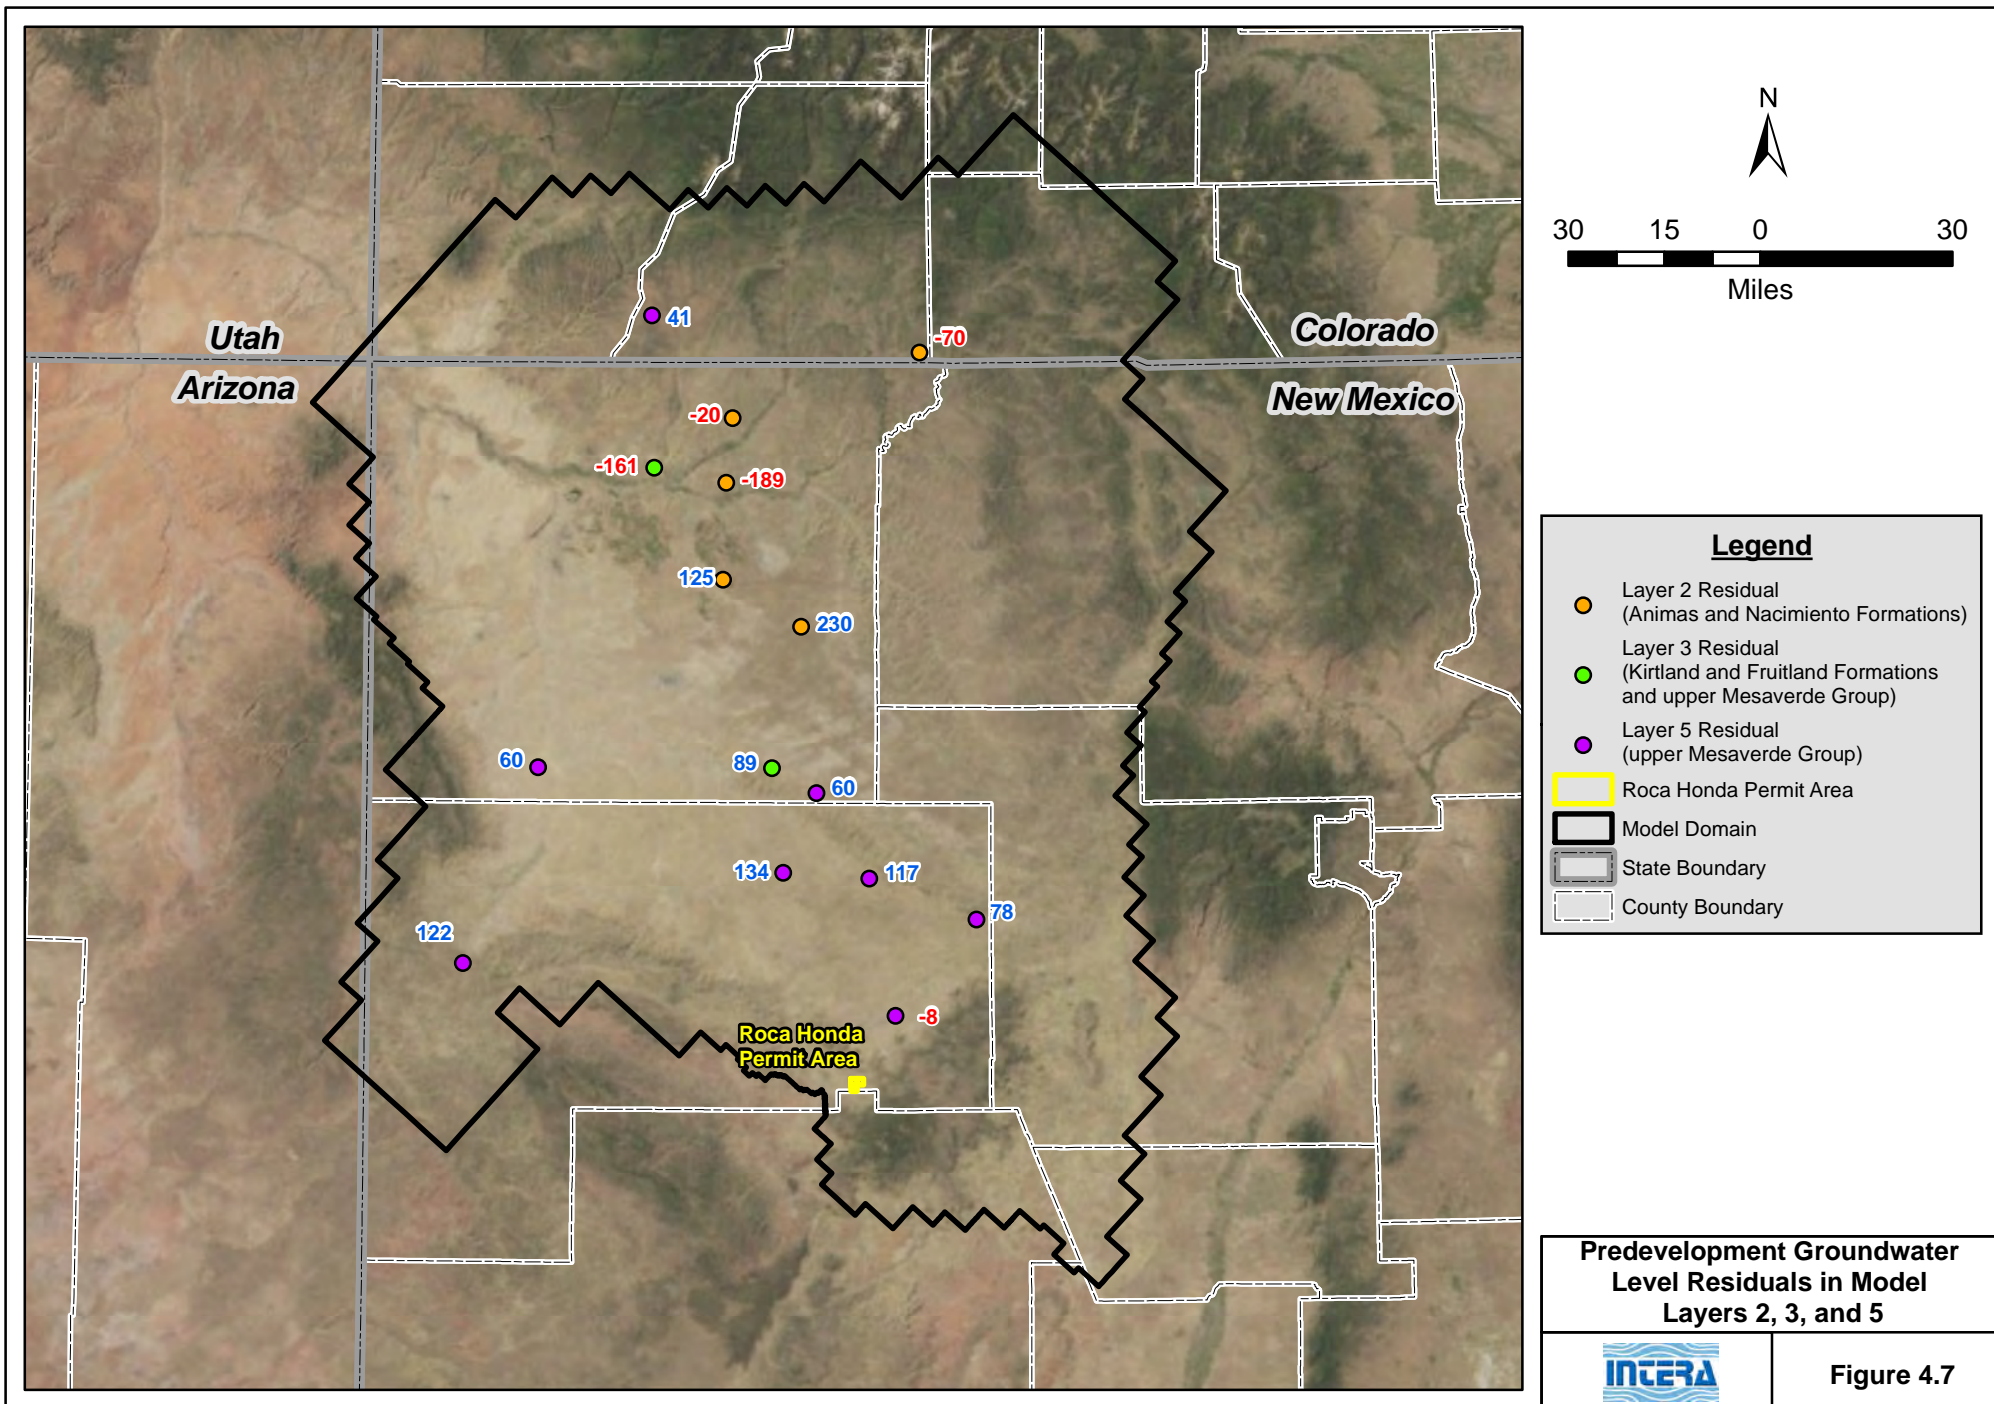 Utah
Arizona
Colorado
New Mexico
41
-70
-20
-161
-189
125
230
60
89
60
134
117
78
122
-8
Roca Honda
Permit Area
N
30 15 0 30
Miles
Legend
Layer 2 Residual
(Animas and Nacimiento Formations)
Layer 3 Residual
(Kirtland and Fruitland Formations
and upper Mesaverde Group)
Layer 5 Residual
(upper Mesaverde Group)
Roca Honda Permit Area
Model Domain
State Boundary
County Boundary
Predevelopment Groundwater
Level Residuals in Model
Layers 2, 3, and 5
INTERA
Figure 4.7